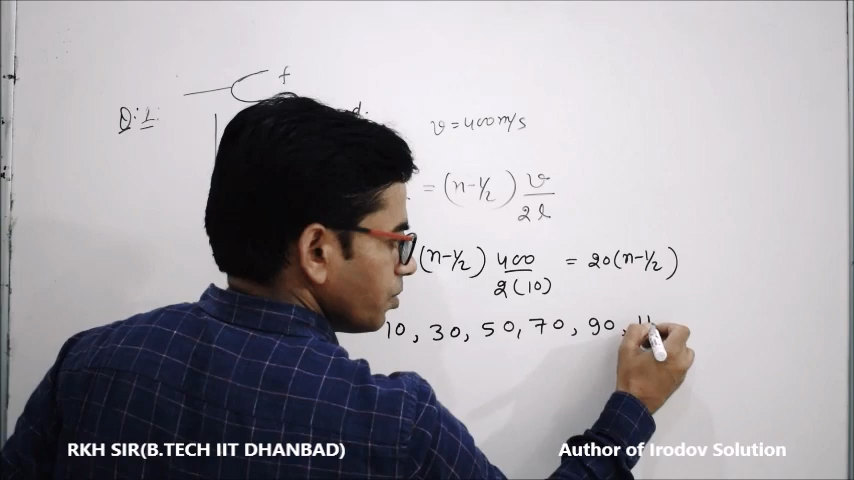 f
Q:1:
d.
v = 400 m/s
= (n-1/2) v/2l
(n-1/2) 400/2(10) = 20(n-1/2)
10, 30, 50, 70, 90, 11
RKH SIR(B.TECH IIT DHANBAD)
Author of Irodov Solution